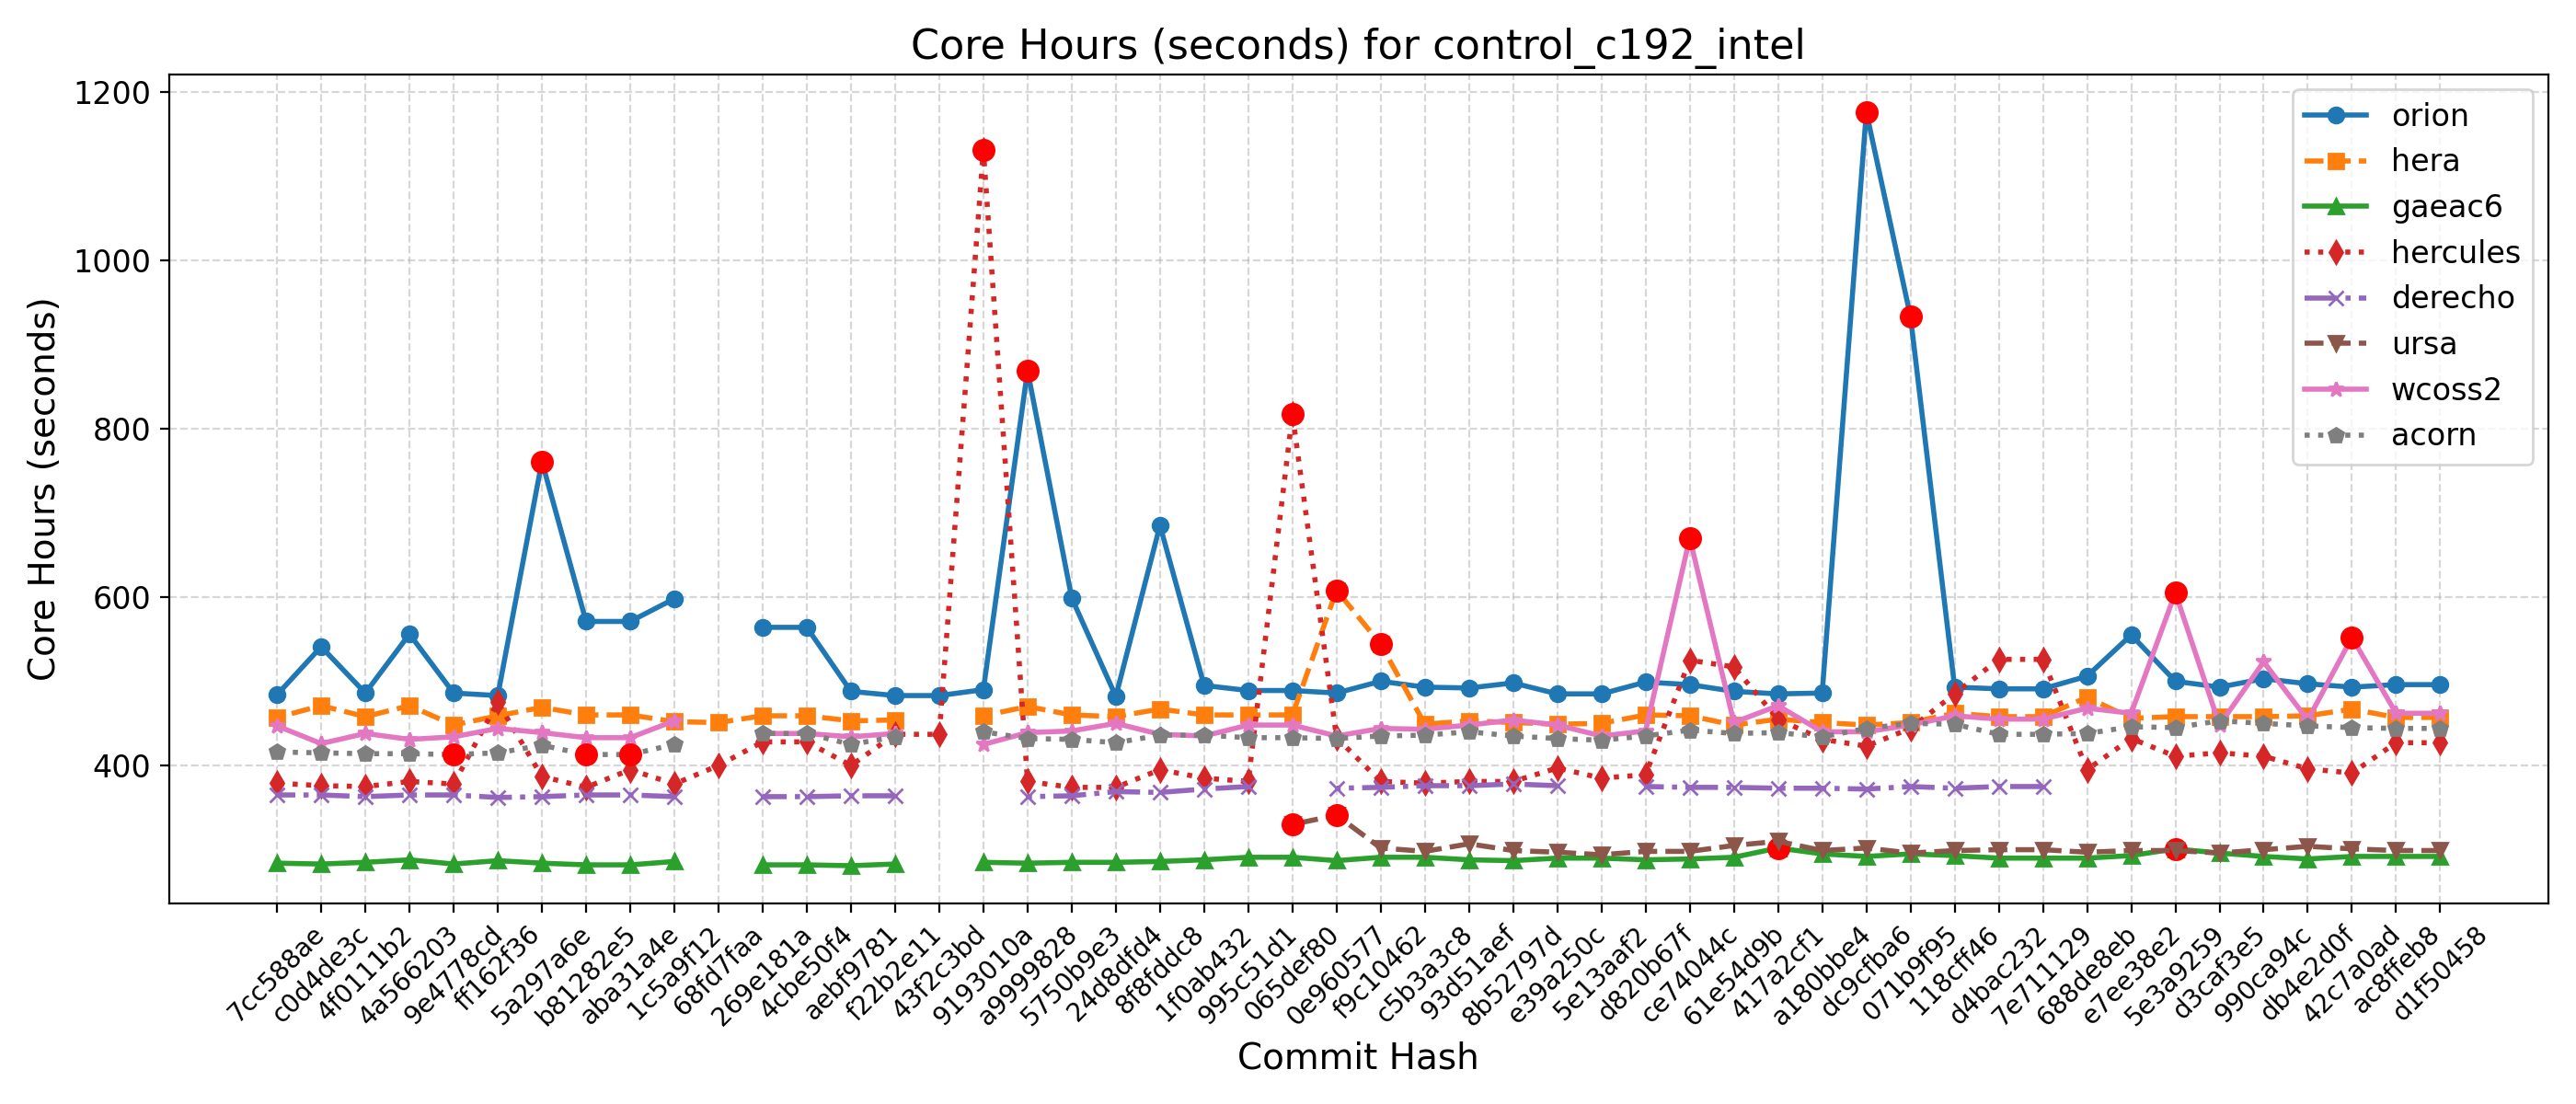 Core Hours (seconds) for control_c192_intel
Core Hours (seconds)
1200
1000
800
600
400
orion
hera
gaeac6
hercules
derecho
ursa
wcoss2
acorn
7cc588ae
c0d4de3c
4f0111b2
4a566203
9e4778cd
ff162f36
5a297a6e
b81282e5
aba31a4e
1c5a9f12
68fd7faa
269e181a
4cbe50f4
aebf9781
f22b2e11
43f2c3bd
9193010a
a9999828
5750b9e3
24d8dfd4
8f8fddc8
1f0ab432
995c51d1
065def80
0e960577
f9c10462
c5b3a3c8
93d51aef
8b52797d
e39a250c
5e13aaf2
d820b67f
ce74044c
61e54d9b
417a2cf1
a180bbe4
dc9cfba6
071b9f95
118cff46
d4bac232
7e711129
688de8eb
e7ee38e2
5e3a9259
d3caf3e5
990ca94c
db4e2d0f
42c7a0ad
ac8ffeb8
d1f50458
Commit Hash